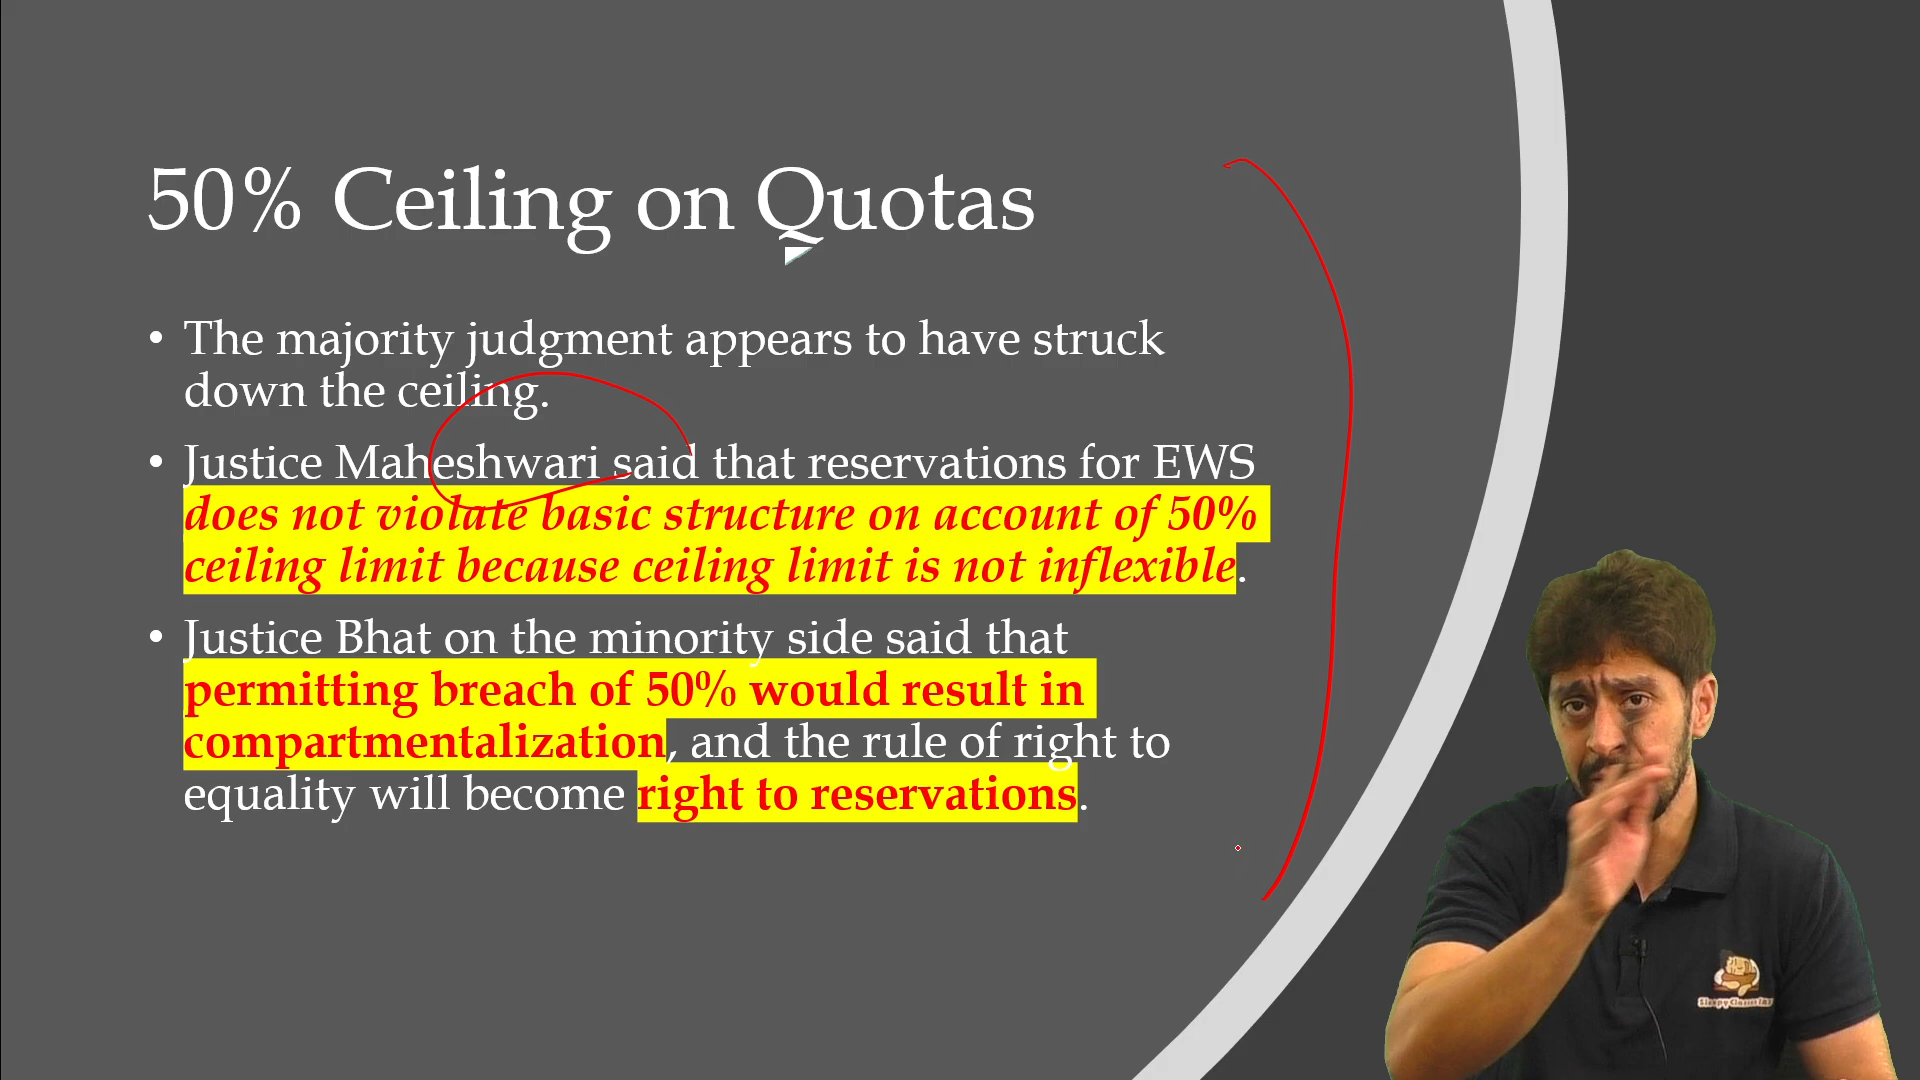 50% Ceiling on Quotas
• The majority judgment appears to have struck
down the ceiling.
• Justice Maheshwari said that reservations for EWS
does not violate basic structure on account of 50%
ceiling limit because ceiling limit is not inflexible.
• Justice Bhat on the minority side said that
permitting breach of 50% would result in
compartmentalization, and the rule of right to
equality will become right to reservations.